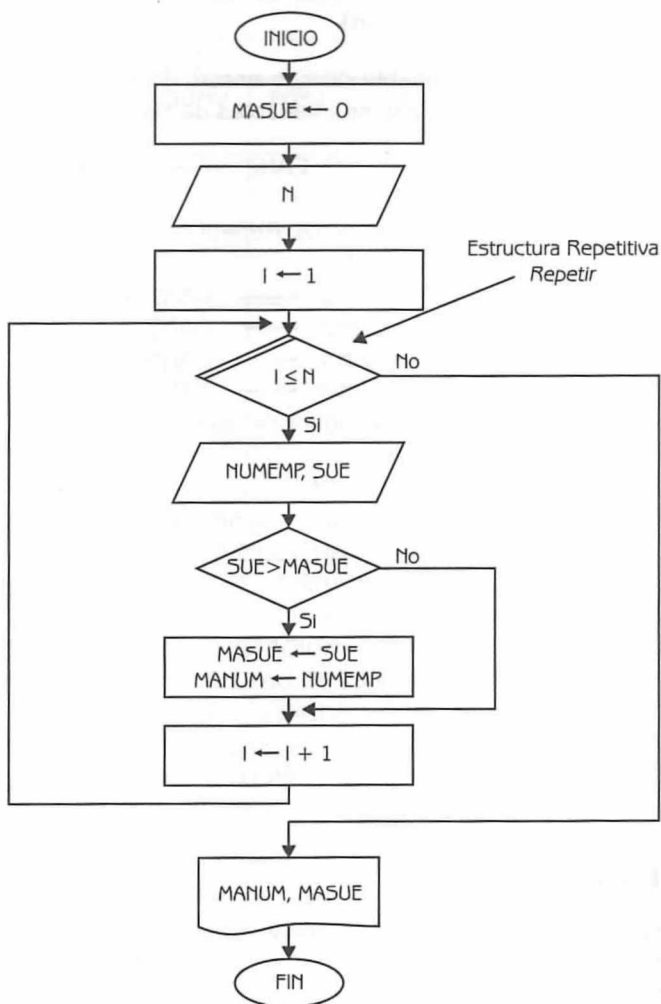 INICIO
MASUE ← 0
N
I ← 1
Estructura Repetitiva
Repetir
I ≤ N
No
Si
NUMEMP, SUE
SUE>MASUE
No
Si
MASUE ← SUE
MANUM ← NUMEMP
I ← I + 1
MANUM, MASUE
FIN